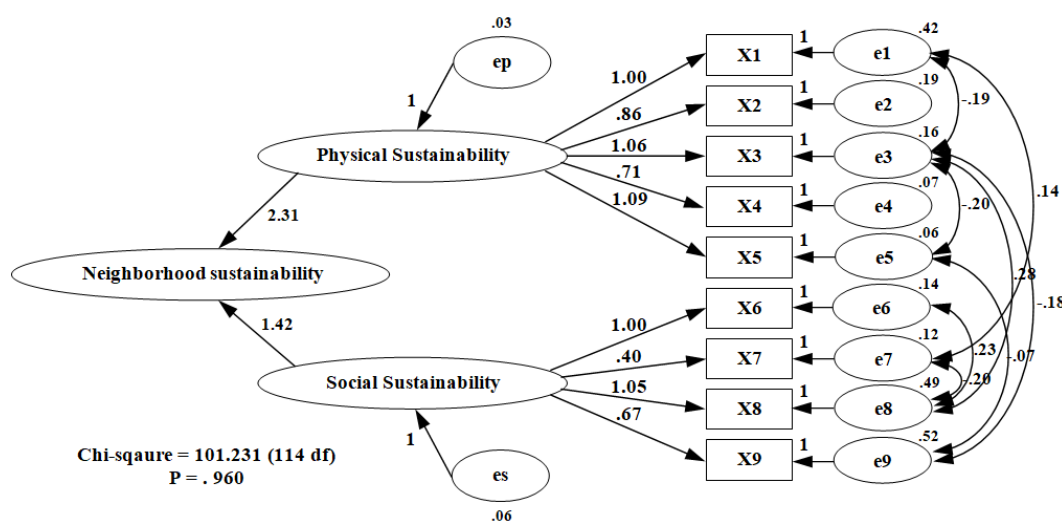 .03
ep
1
Physical Sustainability
2.31
Neighborhood sustainability
1.42
Social Sustainability
1
es
.06
Chi-sqaure = 101.231 (114 df)
P = . 960
1.00
.86
1.06
.71
1.09
1.00
.40
1.05
.67
X1 1 e1 .42
X2 1 e2 .19
X3 1 e3 .16
X4 1 e4 .07
X5 1 e5 .06
X6 1 e6 .14
X7 1 e7 .12
X8 1 e8 .49
X9 1 e9 .52
-.19
.14
-.20
.28
-.18
.23
-.07
-.20